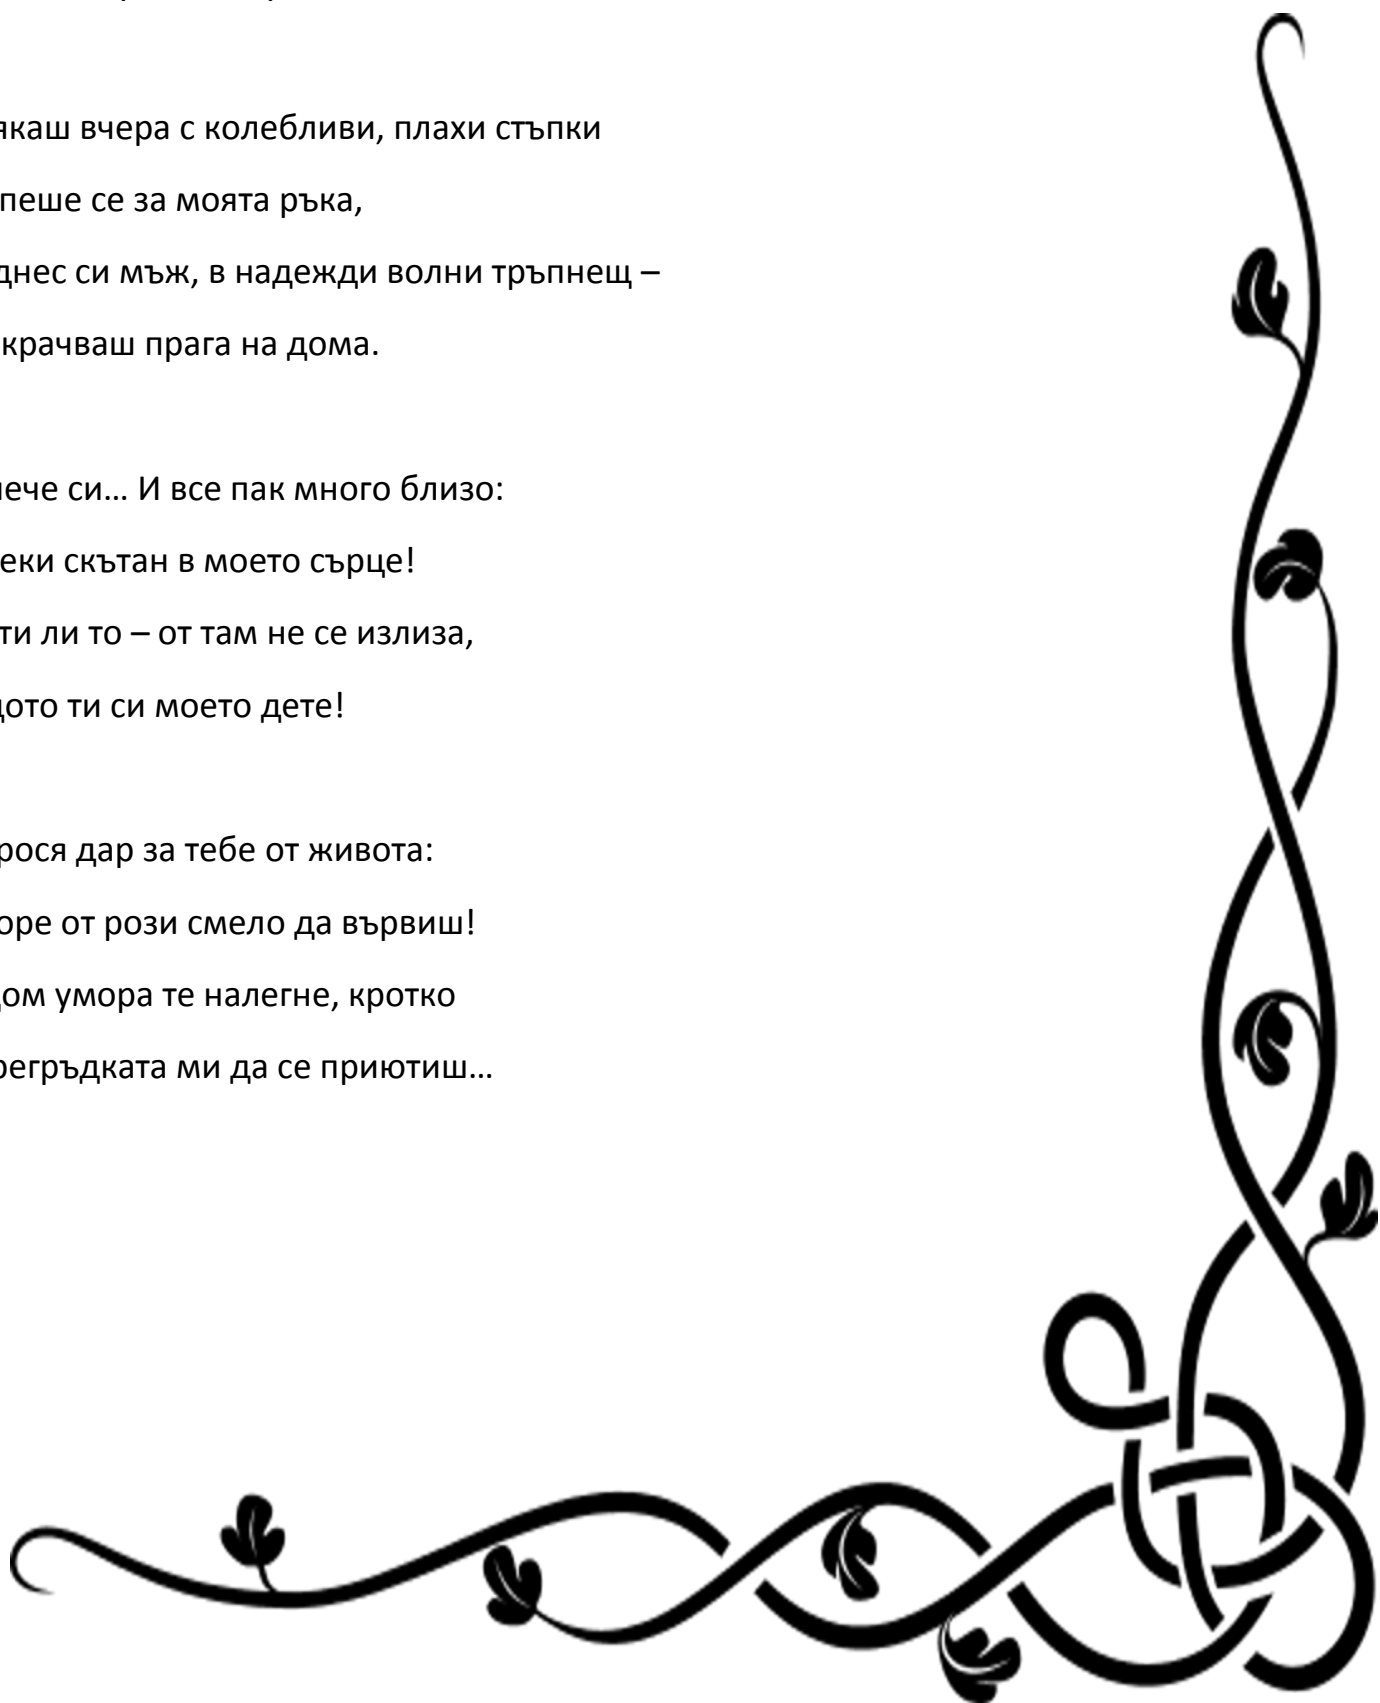 якаш вчера с колебливи, плахи стъпки
пеше се за моята ръка,
днес си мъж, в надежди волни тръпнещ –
крачваш прага на дома.
лече си… И все пак много близо:
еки скътан в моето сърце!
ти ли то – от там не се излиза,
щото ти си моето дете!
рося дар за тебе от живота:
оре от рози смело да вървиш!
дом умора те налегне, кротко
регръдката ми да се приютиш…